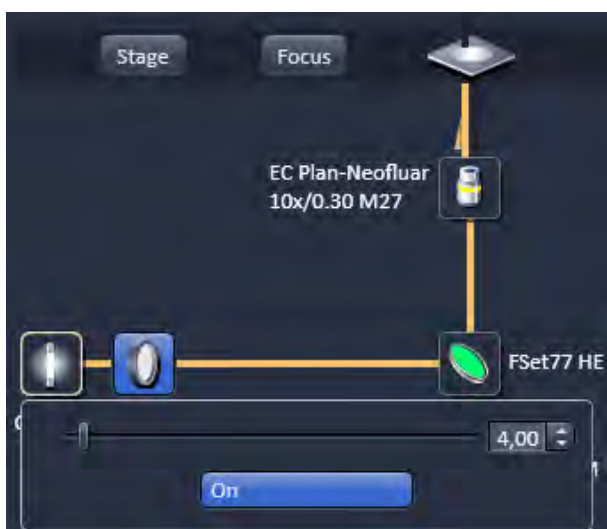 Stage
Focus
EC Plan-Neofluar
10x/0.30 M27
FSet77 HE
4,00
On